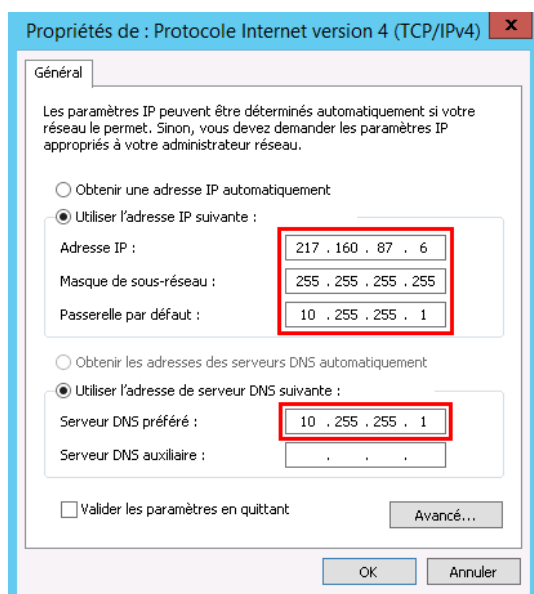 Propriétés de : Protocole Internet version 4 (TCP/IPv4) x
Général
Les paramètres IP peuvent être déterminés automatiquement si votre
réseau le permet. Sinon, vous devez demander les paramètres IP
appropriés à votre administrateur réseau.
Obtenir une adresse IP automatiquement
Utiliser l'adresse IP suivante :
Adresse IP : 217 . 160 . 87 . 6
Masque de sous-réseau : 255 . 255 . 255 . 255
Passerelle par défaut : 10 . 255 . 255 . 1
Obtenir les adresses des serveurs DNS automatiquement
Utiliser l'adresse de serveur DNS suivante :
Serveur DNS préféré : 10 . 255 . 255 . 1
Serveur DNS auxiliaire : . . .
Valider les paramètres en quittant Avancé...
OK Annuler